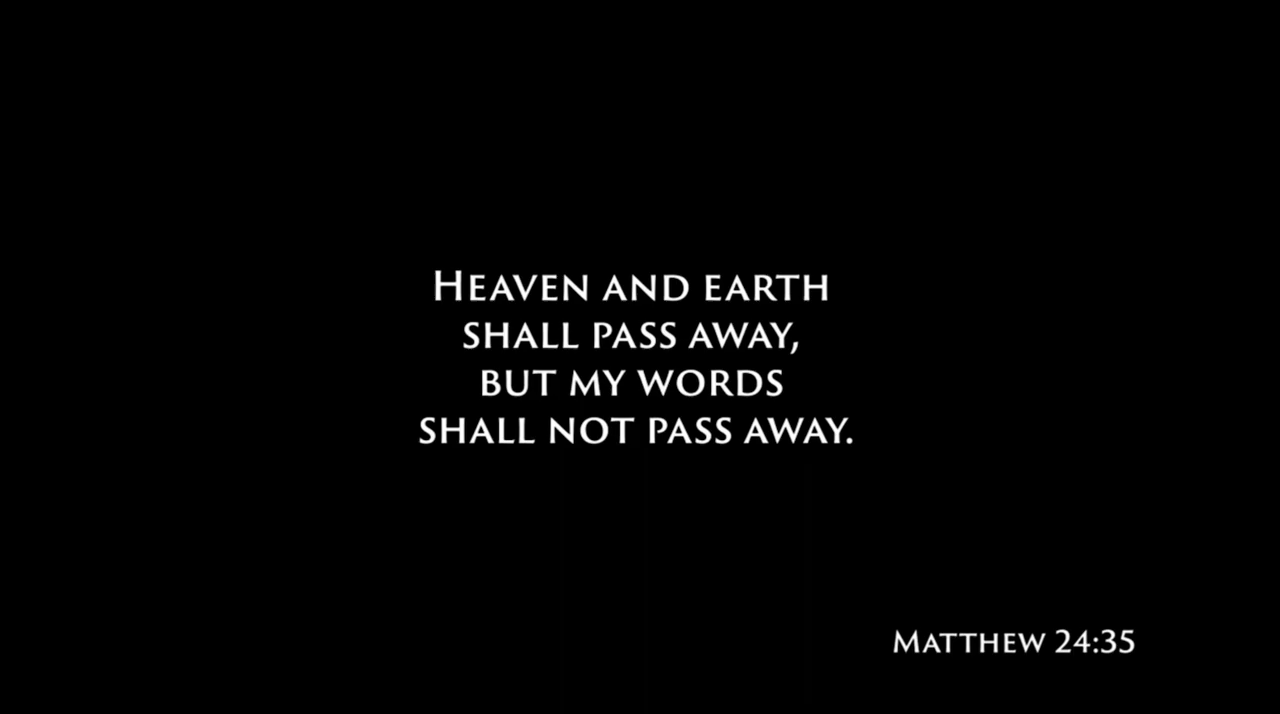 Heaven and earth
shall pass away,
but my words
shall not pass away.
Matthew 24:35